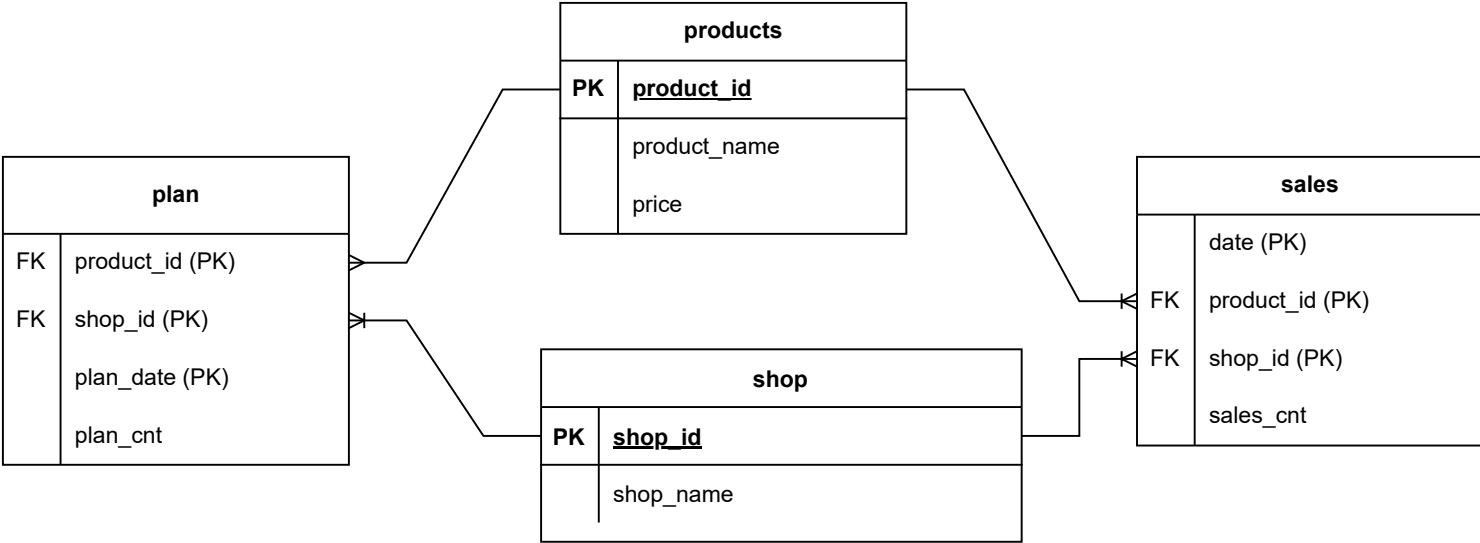 products
PK product_id
product_name
price
plan
FK product_id (PK)
FK shop_id (PK)
plan_date (PK)
plan_cnt
shop
PK shop_id
shop_name
sales
date (PK)
FK product_id (PK)
FK shop_id (PK)
sales_cnt